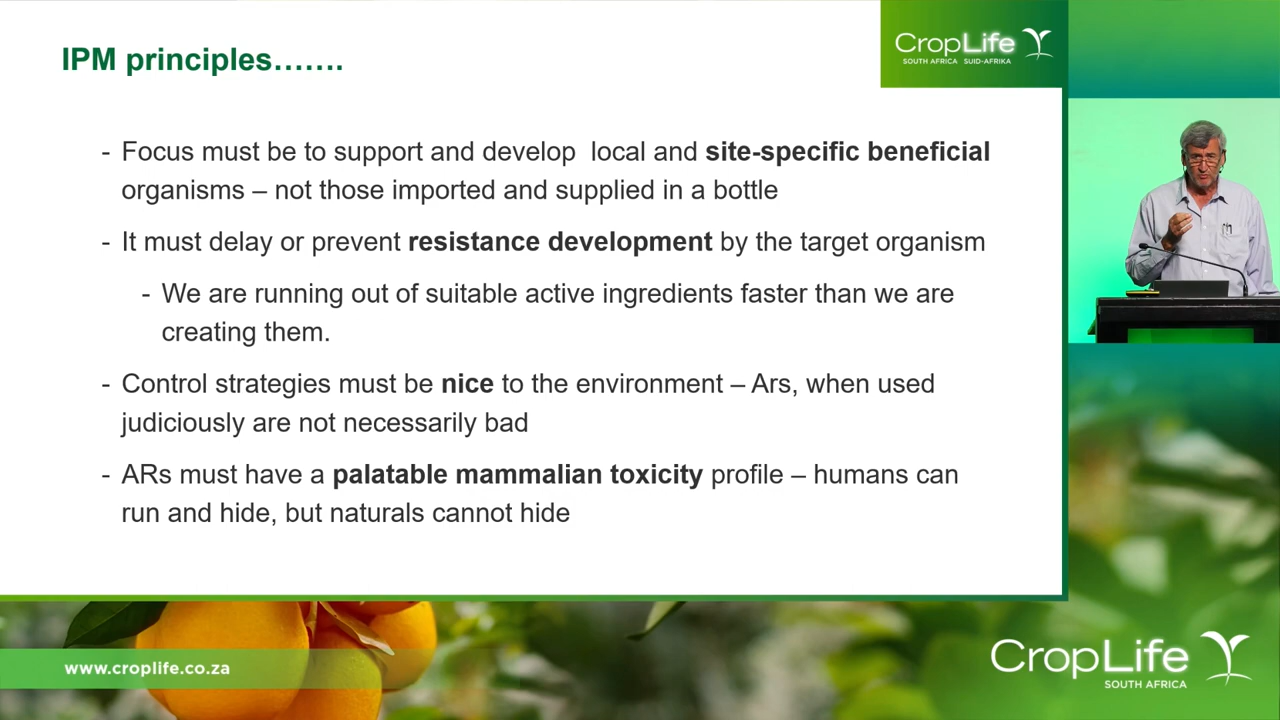 IPM principles…….
CropLife
SOUTH AFRICA SUID-AFRIKA
- Focus must be to support and develop  local and site-specific beneficial
organisms – not those imported and supplied in a bottle
- It must delay or prevent resistance development by the target organism
- We are running out of suitable active ingredients faster than we are
creating them.
- Control strategies must be nice to the environment – Ars, when used
judiciously are not necessarily bad
- ARs must have a palatable mammalian toxicity profile – humans can
run and hide, but naturals cannot hide
www.croplife.co.za
CropLife
SOUTH AFRICA